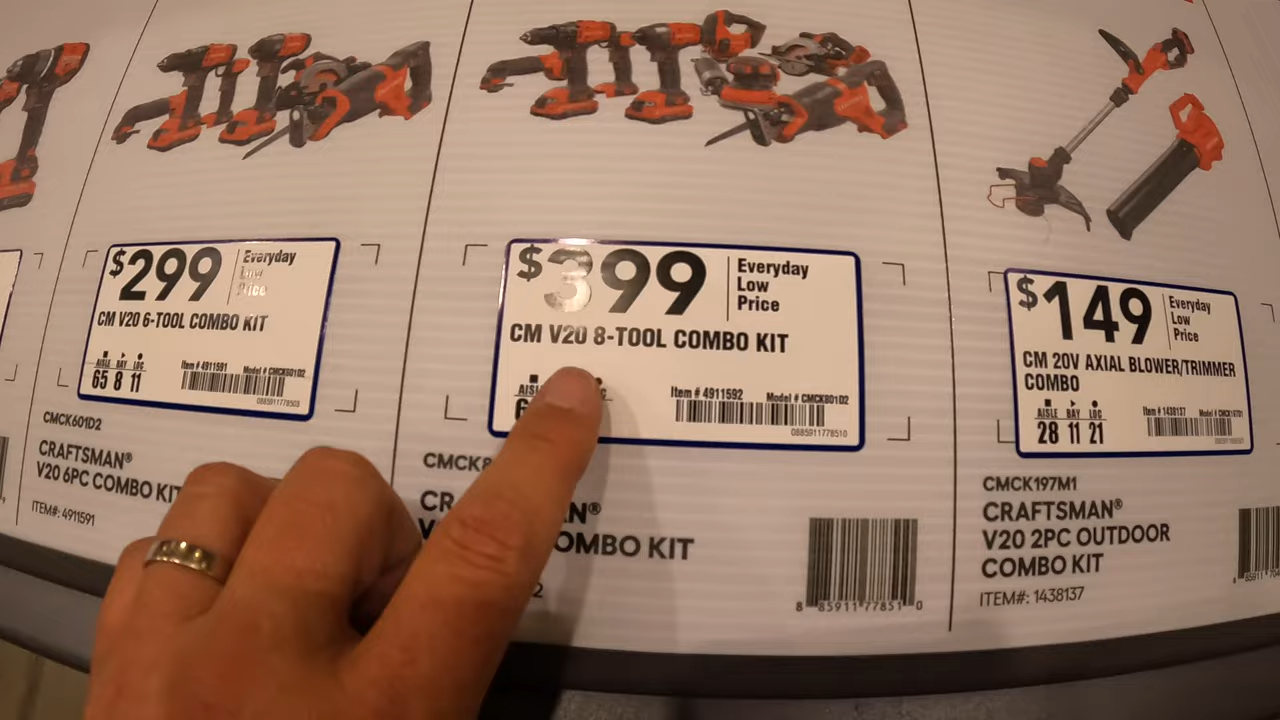 $299
Everyday
Low
Price
CM V20 6-TOOL COMBO KIT
AISLE BAY LOC
65 8 11
Item # 4911591 Model # CMCK601D2
0885911778503
CMCK601D2
CRAFTSMAN®
V20 6PC COMBO KIT
ITEM#: 4911591
$399
Everyday
Low
Price
CM V20 8-TOOL COMBO KIT
Item # 4911592 Model # CMCK801D2
0885911778510
COMBO KIT
8 85911 77851 0
$149
Everyday
Low
Price
CM 20V AXIAL BLOWER/TRIMMER
COMBO
AISLE BAY LOC
28 11 21
Item # 1438137
CMCK197M1
CRAFTSMAN®
V20 2PC OUTDOOR
COMBO KIT
ITEM#: 1438137